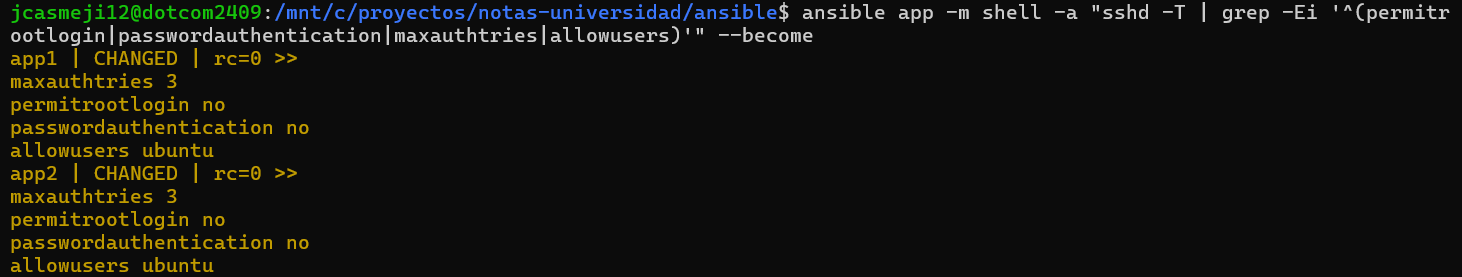 jcasmeji12@dotcom2409:/mnt/c/proyectos/notas-universidad/ansible$ ansible app -m shell -a "sshd -T | grep -Ei '^(permitr
ootlogin|passwordauthentication|maxauthtries|allowusers)'" --become
app1 | CHANGED | rc=0 >>
maxauthtries 3
permitrootlogin no
passwordauthentication no
allowusers ubuntu
app2 | CHANGED | rc=0 >>
maxauthtries 3
permitrootlogin no
passwordauthentication no
allowusers ubuntu